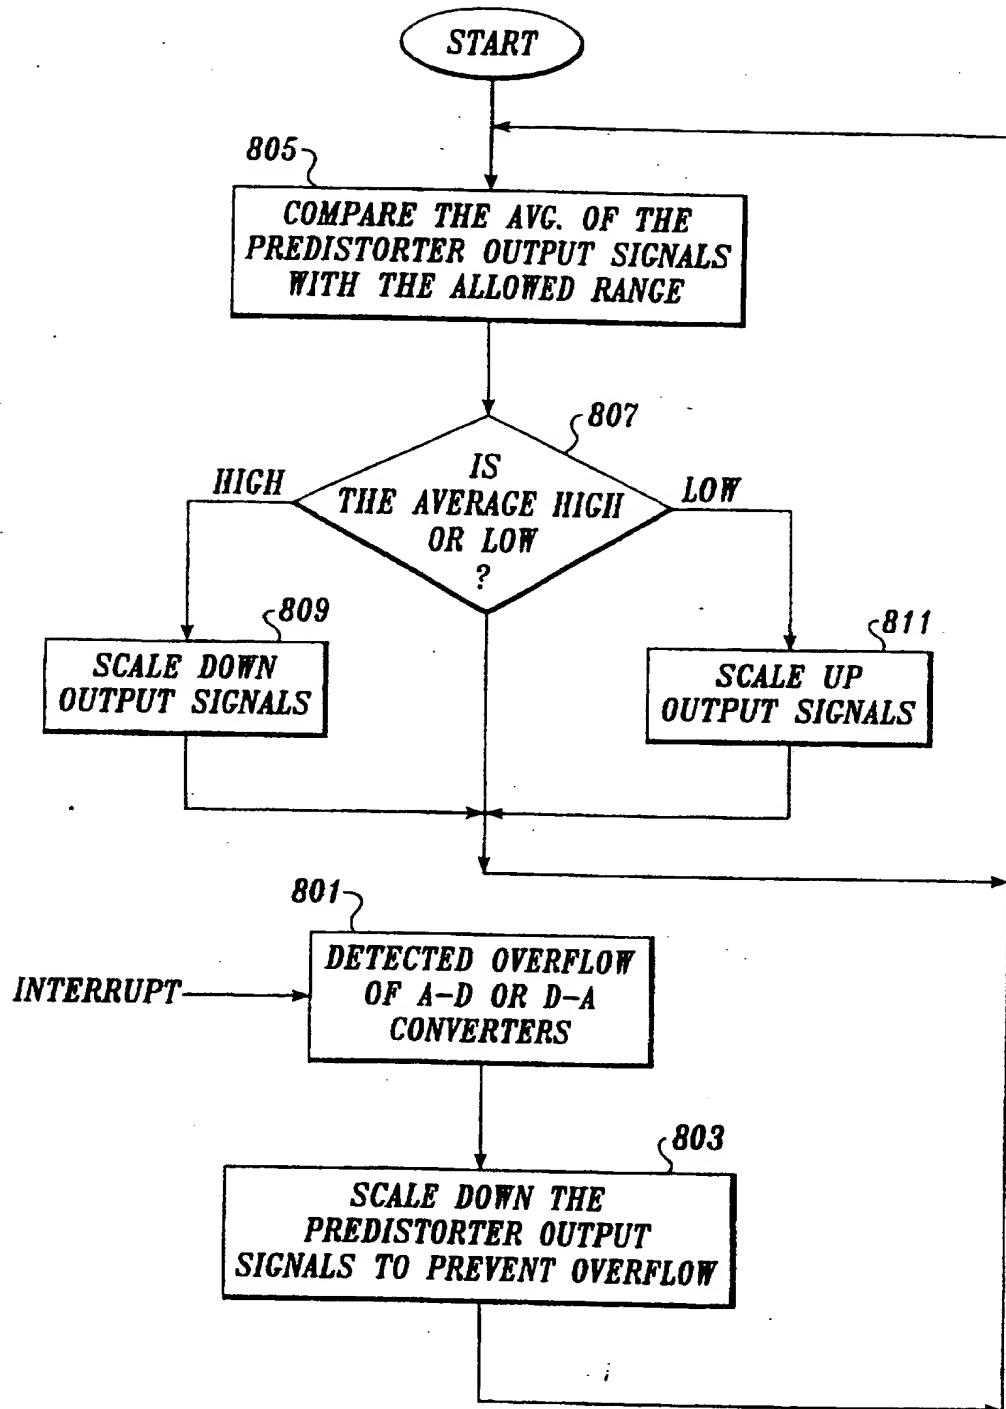 START
805
COMPARE THE AVG. OF THE
PREDISTORTER OUTPUT SIGNALS
WITH THE ALLOWED RANGE
807
IS
THE AVERAGE HIGH
OR LOW
?
HIGH
LOW
809
SCALE DOWN
OUTPUT SIGNALS
811
SCALE UP
OUTPUT SIGNALS
801
DETECTED OVERFLOW
OF A-D OR D-A
CONVERTERS
INTERRUPT
803
SCALE DOWN THE
PREDISTORTER OUTPUT
SIGNALS TO PREVENT OVERFLOW